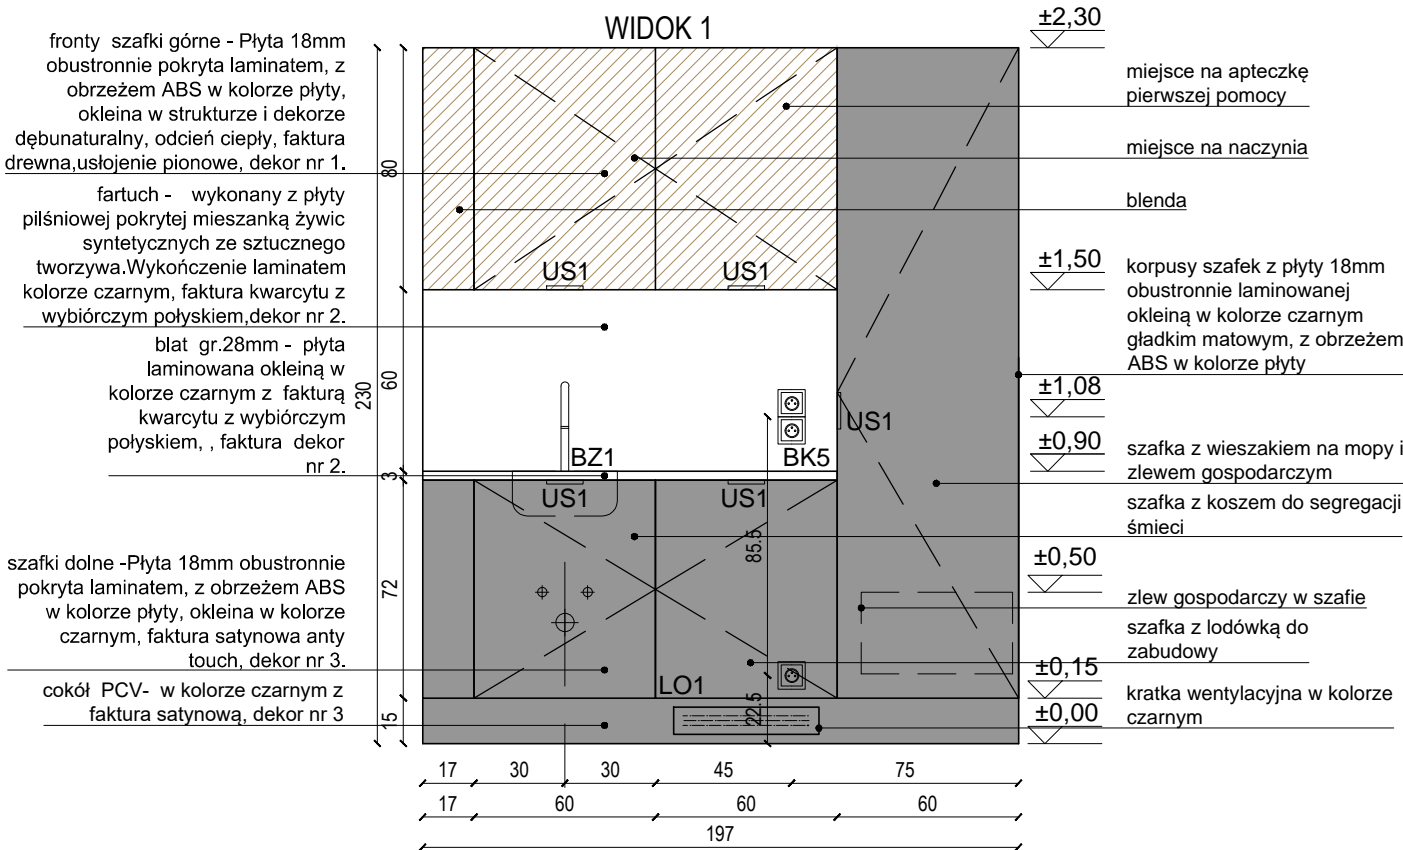 WIDOK 1
fronty szafki górne - Płyta 18mm
obustronnie pokryta laminatem, z
obrzeżem ABS w kolorze płyty,
okleina w strukturze i dekorze
dębunaturalny, odcień ciepły, faktura
drewna,usłojenie pionowe, dekor nr 1.
fartuch - wykonany z płyty
pilśniowej pokrytej mieszanką żywic
syntetycznych ze sztucznego
tworzywa.Wykończenie laminatem
kolorze czarnym, faktura kwarcytu z
wybiórczym połyskiem,dekor nr 2.
blat gr.28mm - płyta
laminowana okleiną w
kolorze czarnym z fakturą
kwarcytu z wybiórczym
połyskiem, , faktura dekor
nr 2.
szafki dolne -Płyta 18mm obustronnie
pokryta laminatem, z obrzeżem ABS
w kolorze płyty, okleina w kolorze
czarnym, faktura satynowa anty
touch, dekor nr 3.
cokół PCV- w kolorze czarnym z
faktura satynową, dekor nr 3
230
80
60
3
72
15
US1
US1
BZ1
BK5
US1
US1
US1
85.5
LO1
22.5
±2,30
miejsce na apteczkę
pierwszej pomocy
miejsce na naczynia
blenda
±1,50
korpusy szafek z płyty 18mm
obustronnie laminowanej
okleiną w kolorze czarnym
gładkim matowym, z obrzeżem
ABS w kolorze płyty
±1,08
±0,90
szafka z wieszakiem na mopy i
zlewem gospodarczym
szafka z koszem do segregacji
śmieci
±0,50
zlew gospodarczy w szafie
szafka z lodówką do
zabudowy
±0,15
kratka wentylacyjna w kolorze
czarnym
±0,00
17 30 30 45 75
17 60 60 60
197